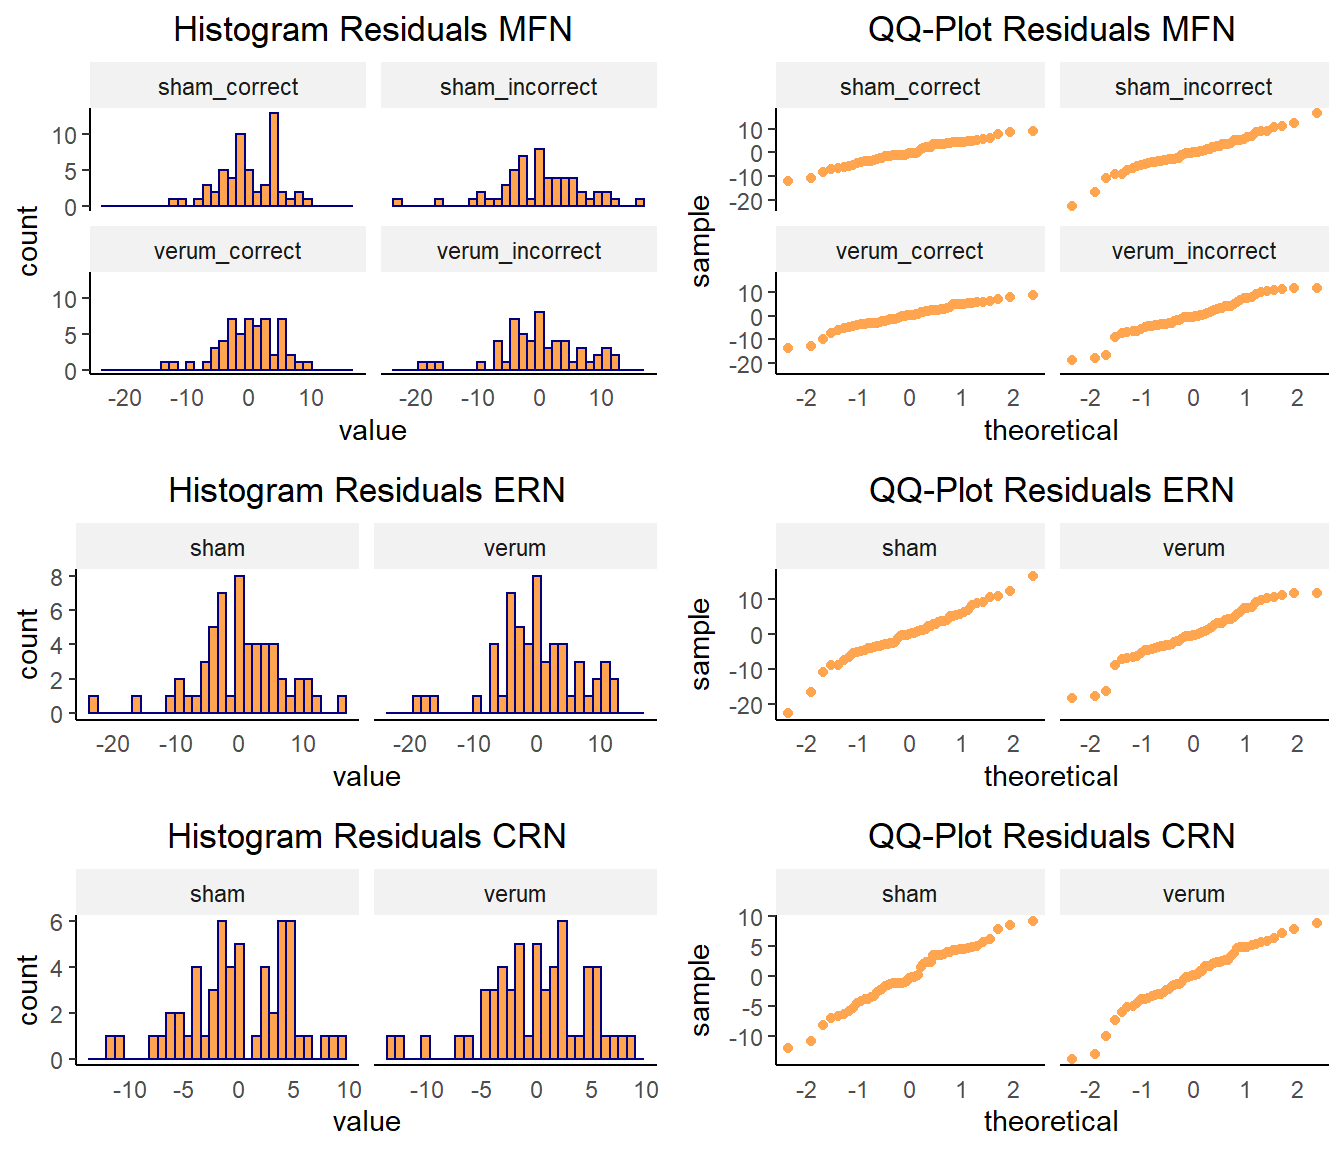 Histogram Residuals MFN
sham_correct sham_incorrect
10
5
0
verum_correct verum_incorrect
10
5
0
-20 -10 0 10 -20 -10 0 10
count
value
QQ-Plot Residuals MFN
sham_correct sham_incorrect
10
0
-10
-20
verum_correct verum_incorrect
10
0
-10
-20
-2 -1 0 1 2 -2 -1 0 1 2
sample
theoretical
Histogram Residuals ERN
sham verum
8
6
4
2
0
-20 -10 0 10 -20 -10 0 10
count
value
QQ-Plot Residuals ERN
sham verum
10
0
-10
-20
-2 -1 0 1 2 -2 -1 0 1 2
sample
theoretical
Histogram Residuals CRN
sham verum
6
4
2
0
-10 -5 0 5 10 -10 -5 0 5 10
count
value
QQ-Plot Residuals CRN
sham verum
10
5
0
-5
-10
-2 -1 0 1 2 -2 -1 0 1 2
sample
theoretical